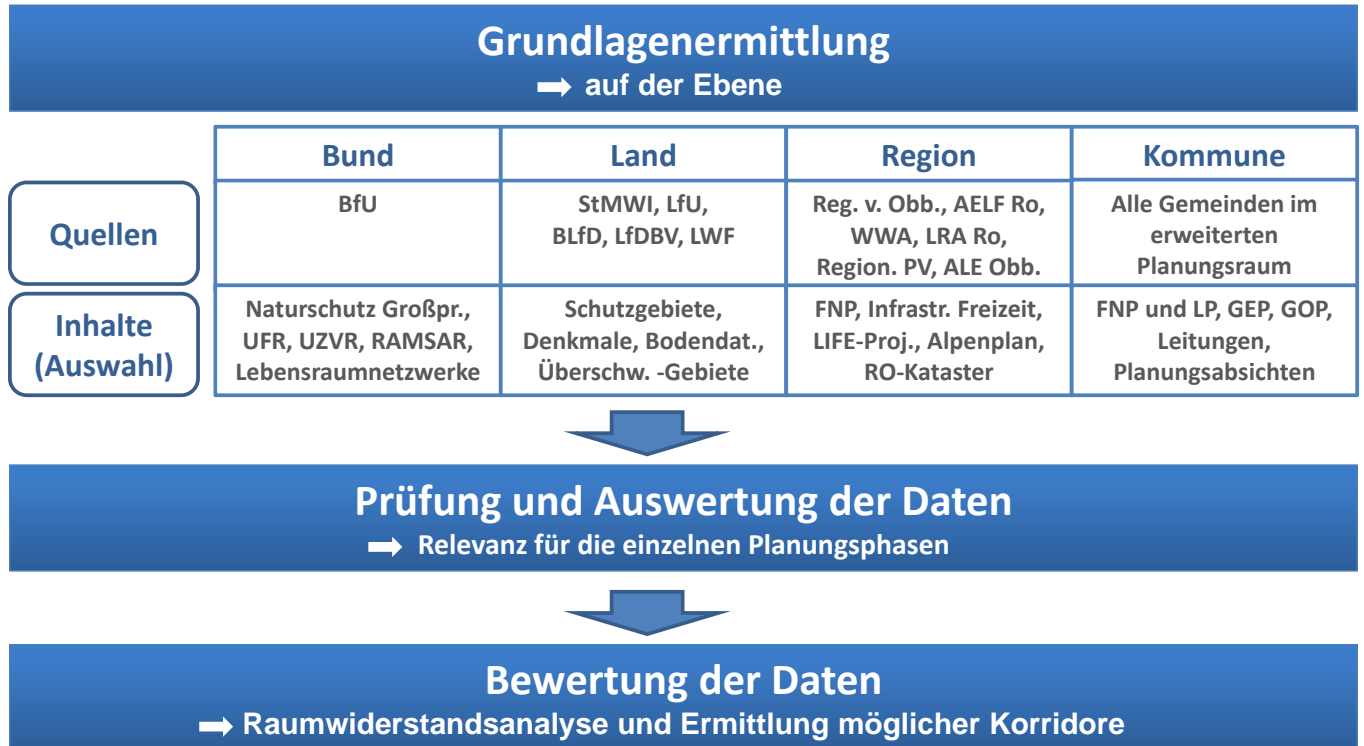 Grundlagenermittlung
➡ auf der Ebene
Bund
Land
Region
Kommune
Quellen
BfU
StMWI, LfU,
BLfD, LfDBV, LWF
Reg. v. Obb., AELF Ro,
WWA, LRA Ro,
Region. PV, ALE Obb.
Alle Gemeinden im
erweiterten
Planungsraum
Inhalte
(Auswahl)
Naturschutz Großpr.,
UFR, UZVR, RAMSAR,
Lebensraumnetzwerke
Schutzgebiete,
Denkmale, Bodendat.,
Überschw. -Gebiete
FNP, Infrastr. Freizeit,
LIFE-Proj., Alpenplan,
RO-Kataster
FNP und LP, GEP, GOP,
Leitungen,
Planungsabsichten
Prüfung und Auswertung der Daten
➡ Relevanz für die einzelnen Planungsphasen
Bewertung der Daten
➡ Raumwiderstandsanalyse und Ermittlung möglicher Korridore